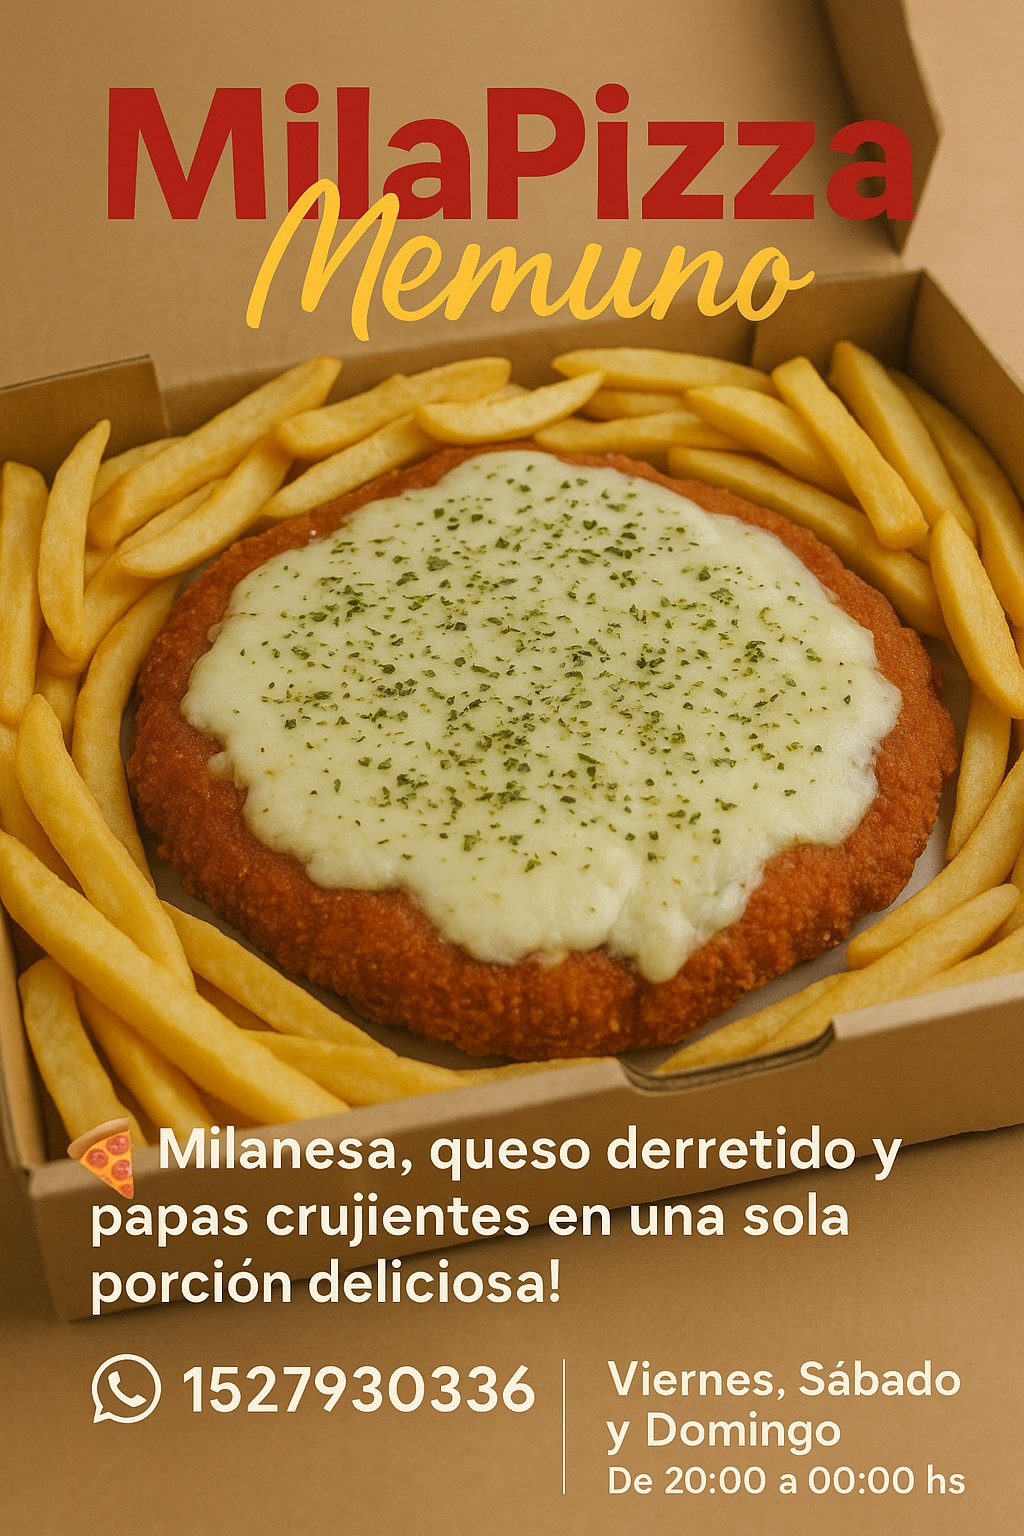 MilaPizza
Memuno
🍕 Milanesa, queso derretido y
papas crujientes en una sola
porción deliciosa!
1527930336
Viernes, Sábado
y Domingo
De 20:00 a 00:00 hs